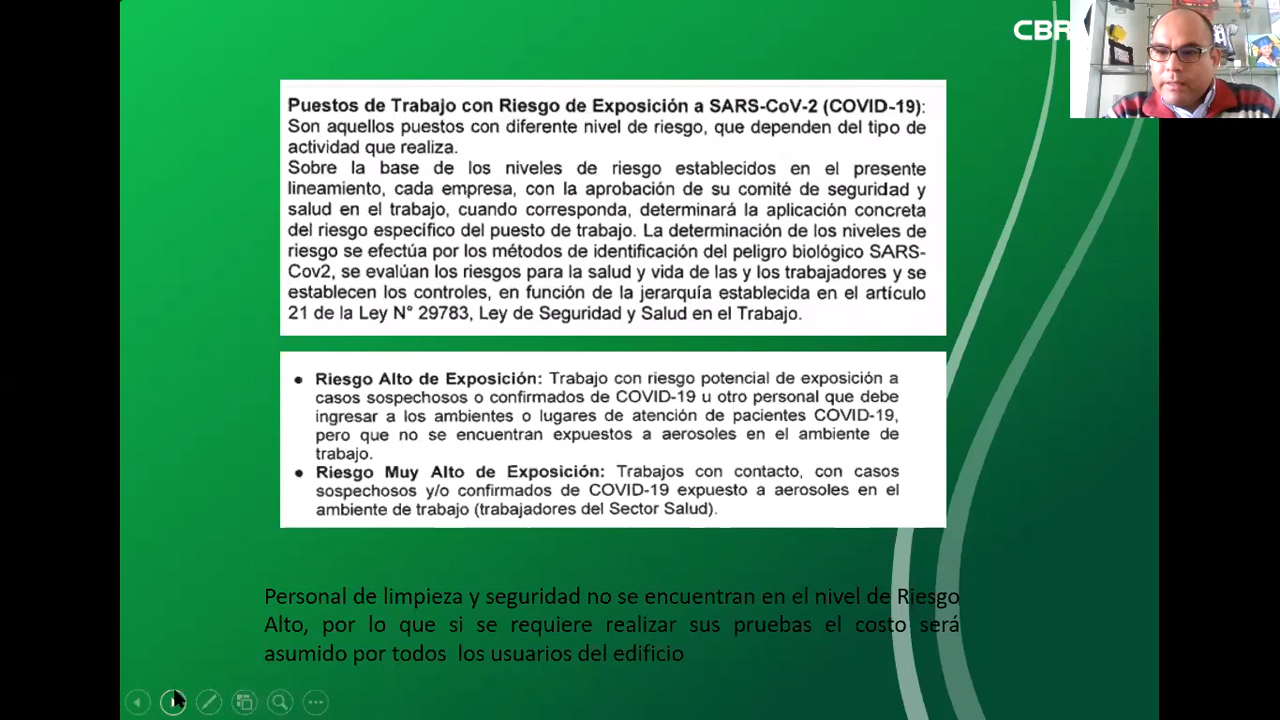 CBR
Puestos de Trabajo con Riesgo de Exposición a SARS-CoV-2 (COVID-19):
Son aquellos puestos con diferente nivel de riesgo, que dependen del tipo de
actividad que realiza.
Sobre la base de los niveles de riesgo establecidos en el presente
lineamiento, cada empresa, con la aprobación de su comité de seguridad y
salud en el trabajo, cuando corresponda, determinará la aplicación concreta
del riesgo específico del puesto de trabajo. La determinación de los niveles de
riesgo se efectúa por los métodos de identificación del peligro biológico SARS-
Cov2, se evalúan los riesgos para la salud y vida de las y los trabajadores y se
establecen los controles, en función de la jerarquía establecida en el artículo
21 de la Ley N° 29783, Ley de Seguridad y Salud en el Trabajo.
• Riesgo Alto de Exposición: Trabajo con riesgo potencial de exposición a
casos sospechosos o confirmados de COVID-19 u otro personal que debe
ingresar a los ambientes o lugares de atención de pacientes COVID-19,
pero que no se encuentran expuestos a aerosoles en el ambiente de
trabajo.
• Riesgo Muy Alto de Exposición: Trabajos con contacto, con casos
sospechosos y/o confirmados de COVID-19 expuesto a aerosoles en el
ambiente de trabajo (trabajadores del Sector Salud).
Personal de limpieza y seguridad no se encuentran en el nivel de Riesgo
Alto, por lo que si se requiere realizar sus pruebas el costo será
asumido por todos los usuarios del edificio